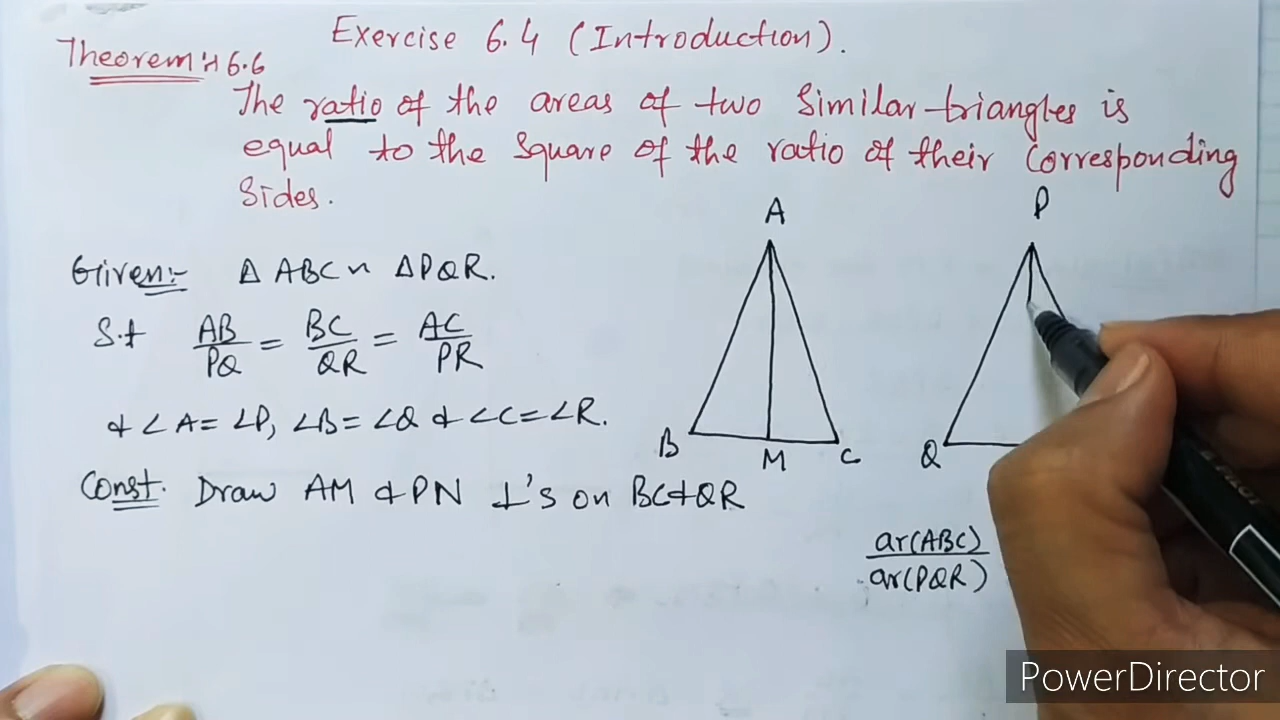 Exercise 6.4 (Introduction).
Theorem :- 6.6
The ratio of the areas of two similar triangles is
equal to the square of the ratio of their corresponding
sides.
Given:- Δ ABC ~ ΔPQR.
S.t AB/PQ = BC/QR = AC/PR
& ∠A = ∠P, ∠B = ∠Q & ∠C = ∠R.
Const. Draw AM & PN ⊥'s on BC & QR
A
B
M
C
P
Q
ar(ABC)/ar(PQR)
PowerDirector